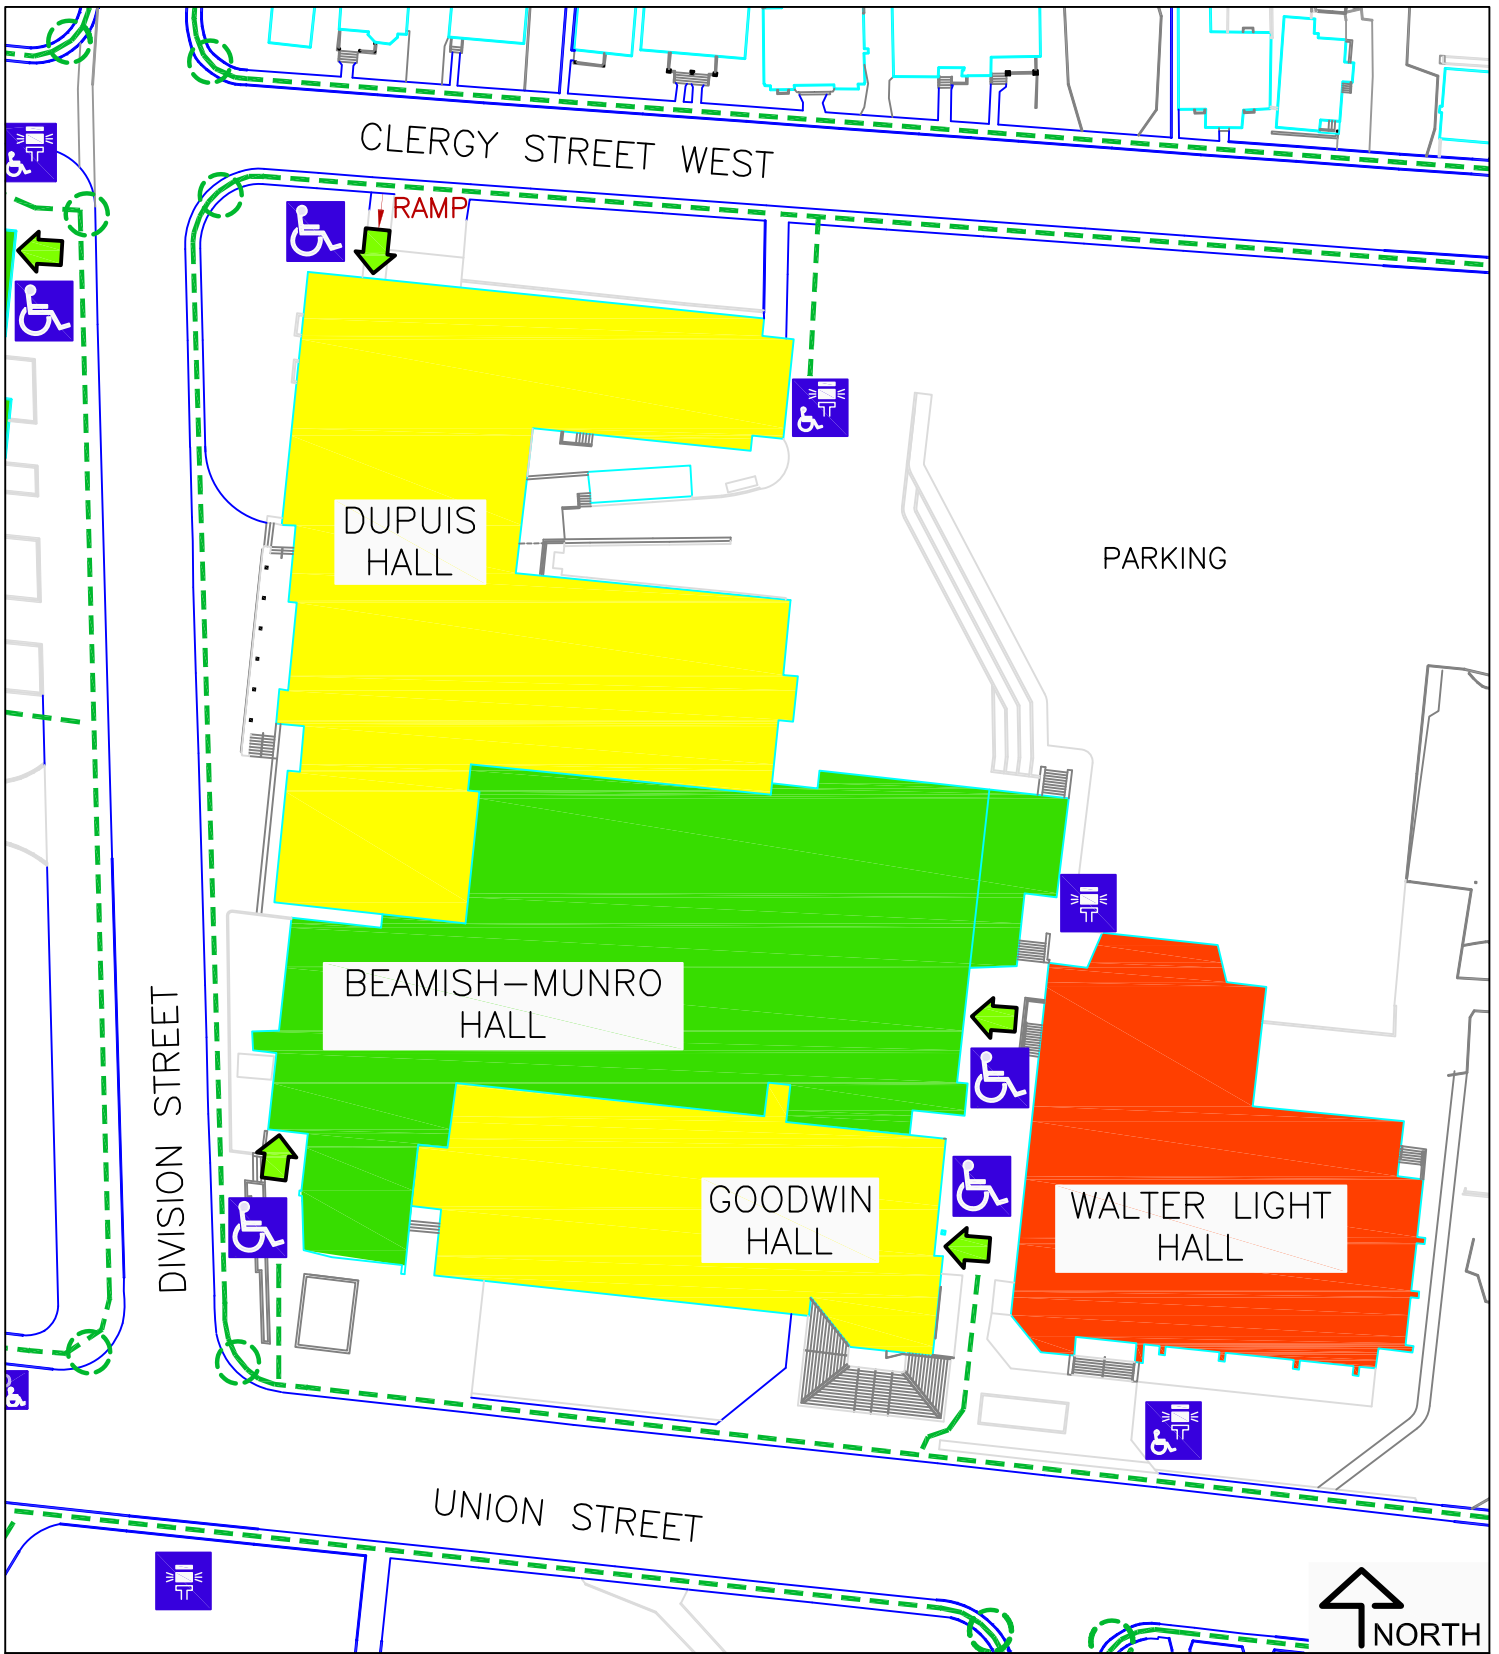 CLERGY STREET WEST
RAMP
DUPUIS
HALL
PARKING
BEAMISH-MUNRO
HALL
DIVISION STREET
GOODWIN
HALL
WALTER LIGHT
HALL
UNION STREET
NORTH